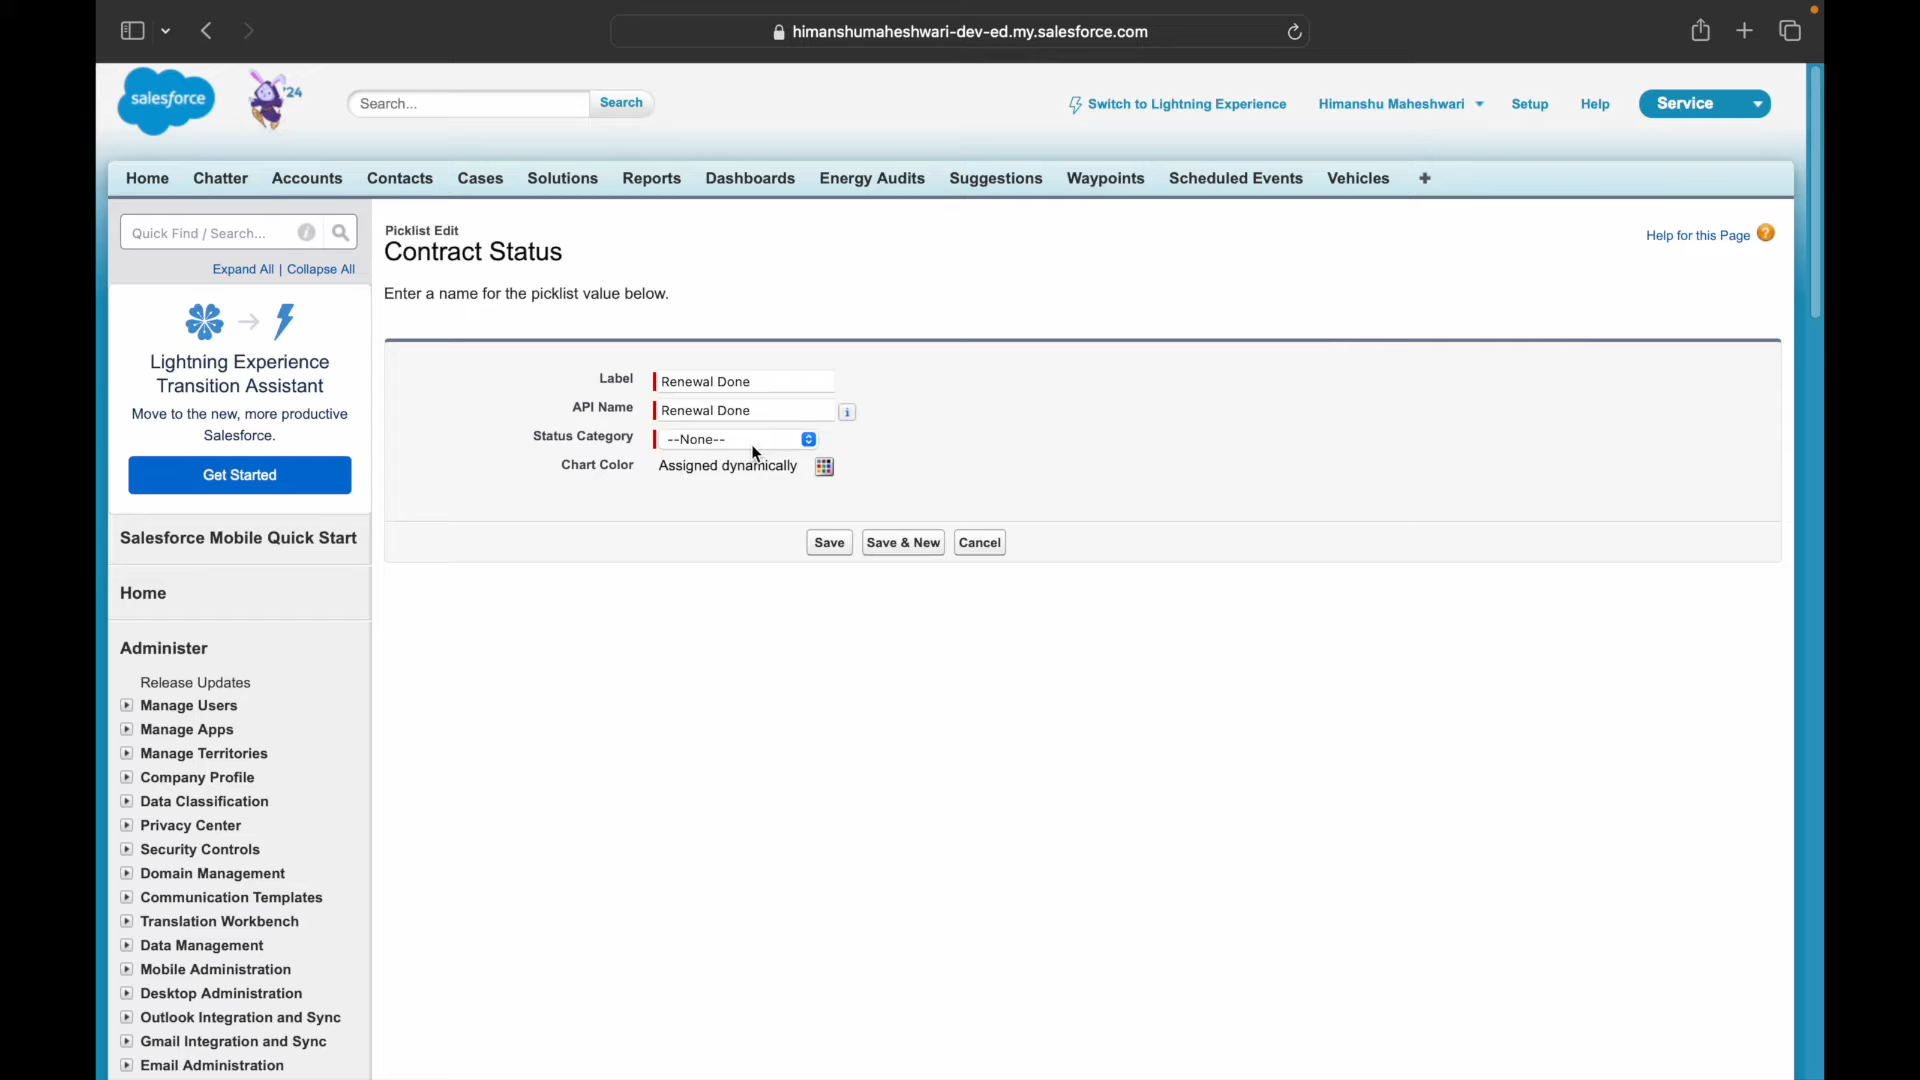 himanshumaheshwari-dev-ed.my.salesforce.com
salesforce
'24
Search...
Search
Switch to Lightning Experience
Himanshu Maheshwari
Setup
Help
Service
Home
Chatter
Accounts
Contacts
Cases
Solutions
Reports
Dashboards
Energy Audits
Suggestions
Waypoints
Scheduled Events
Vehicles
+
Quick Find / Search...
i
Expand All | Collapse All
Lightning Experience
Transition Assistant
Move to the new, more productive
Salesforce.
Get Started
Salesforce Mobile Quick Start
Home
Administer
Release Updates
Manage Users
Manage Apps
Manage Territories
Company Profile
Data Classification
Privacy Center
Security Controls
Domain Management
Communication Templates
Translation Workbench
Data Management
Mobile Administration
Desktop Administration
Outlook Integration and Sync
Gmail Integration and Sync
Email Administration
Picklist Edit
Contract Status
Help for this Page ?
Enter a name for the picklist value below.
Label Renewal Done
API Name Renewal Done i
Status Category --None--
Chart Color Assigned dynamically
Save
Save & New
Cancel